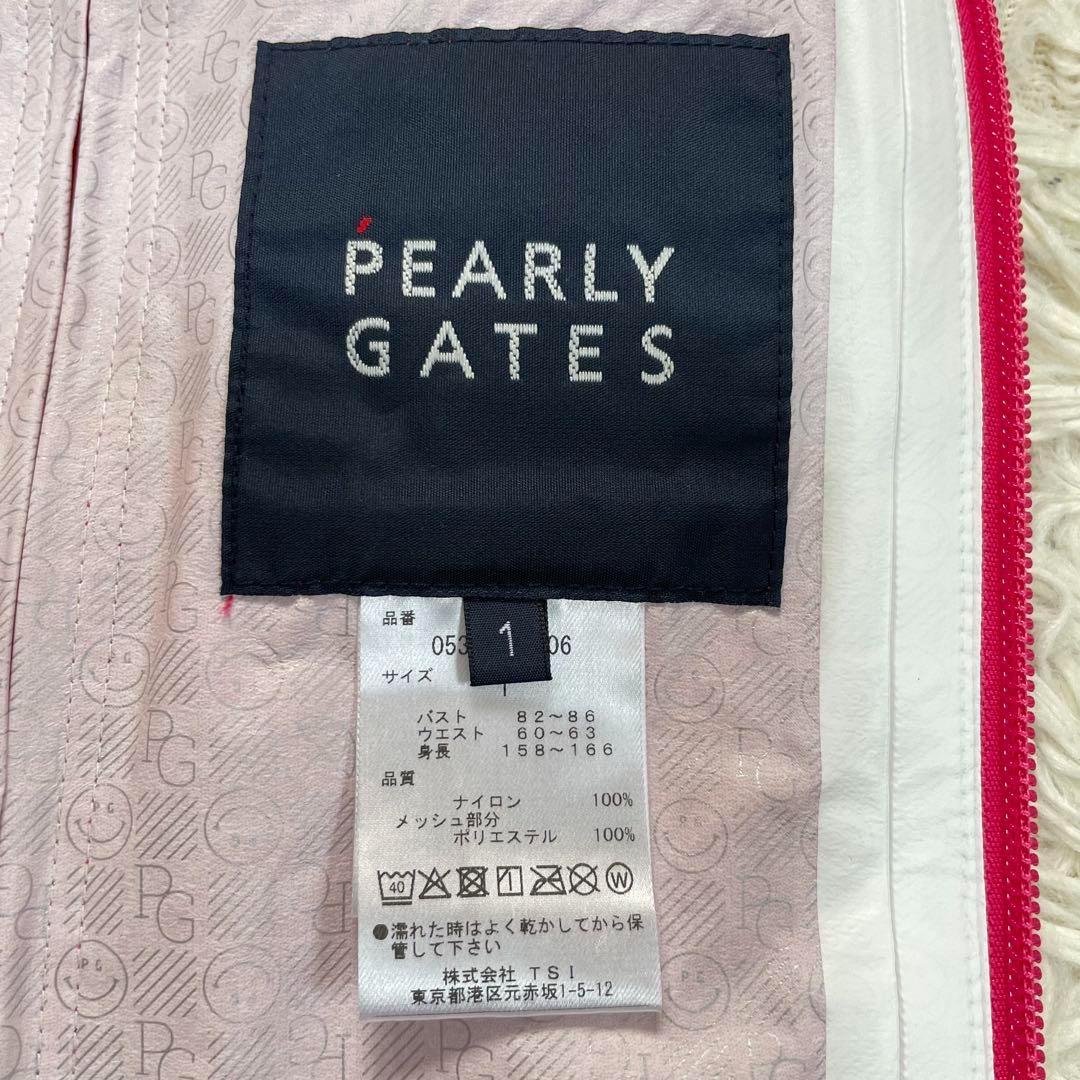 PEARLY
GATES
1
品番
053 06
サイズ
バスト 82～86
ウエスト 60～63
身長 158～166
品質
ナイロン 100%
メッシュ部分
ポリエステル 100%
40 W
●濡れた時はよく乾かしてから保
管して下さい
株式会社 TSI
東京都港区元赤坂1-5-12
PG